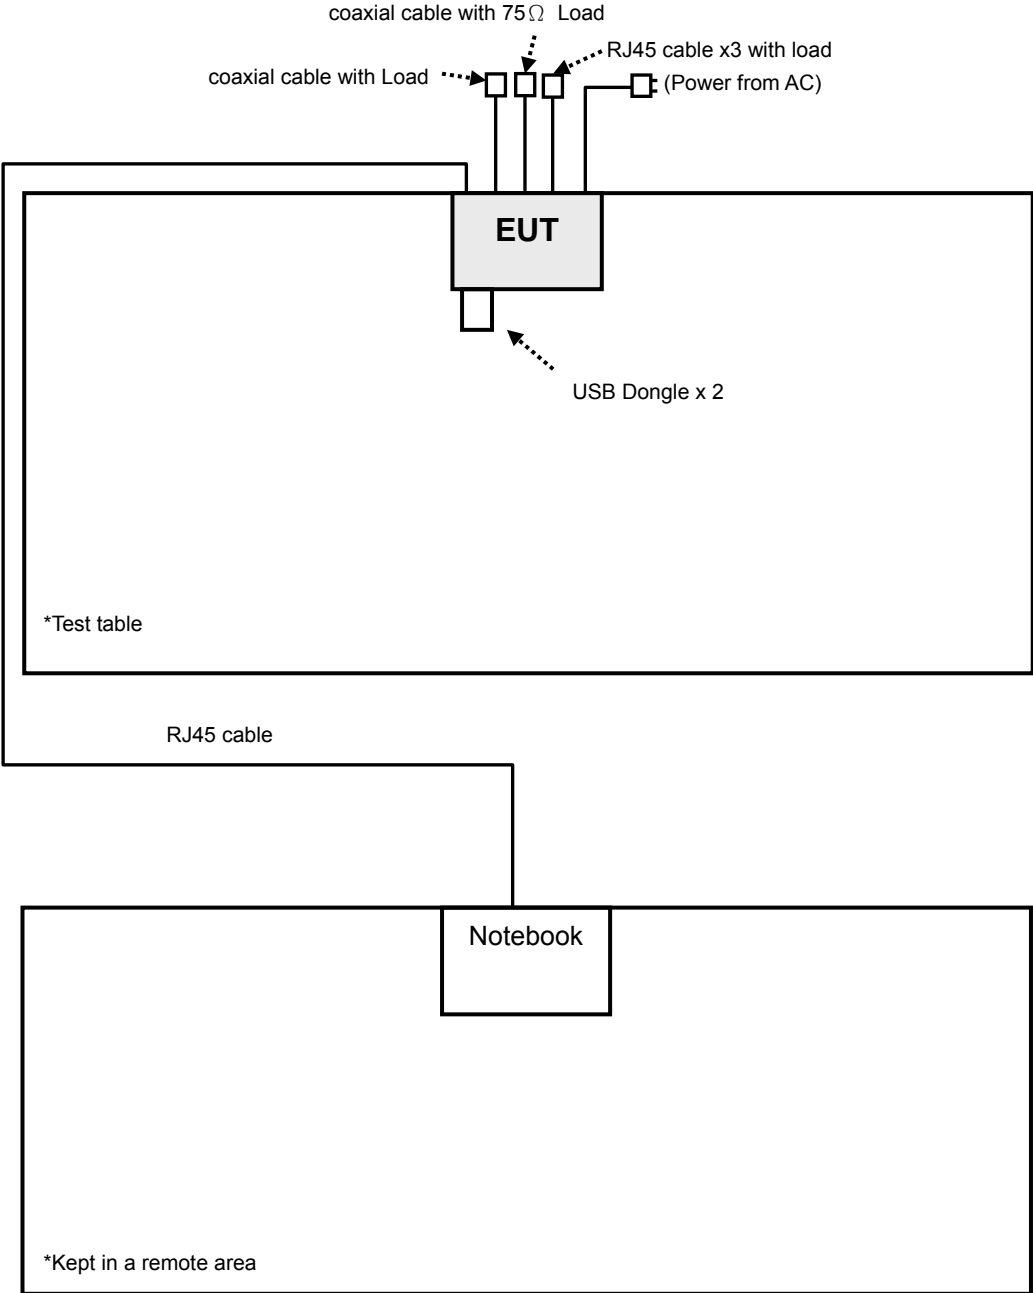 coaxial cable with 75Ω Load
RJ45 cable x3 with load
coaxial cable with Load
(Power from AC)
EUT
USB Dongle x 2
*Test table
RJ45 cable
Notebook
*Kept in a remote area